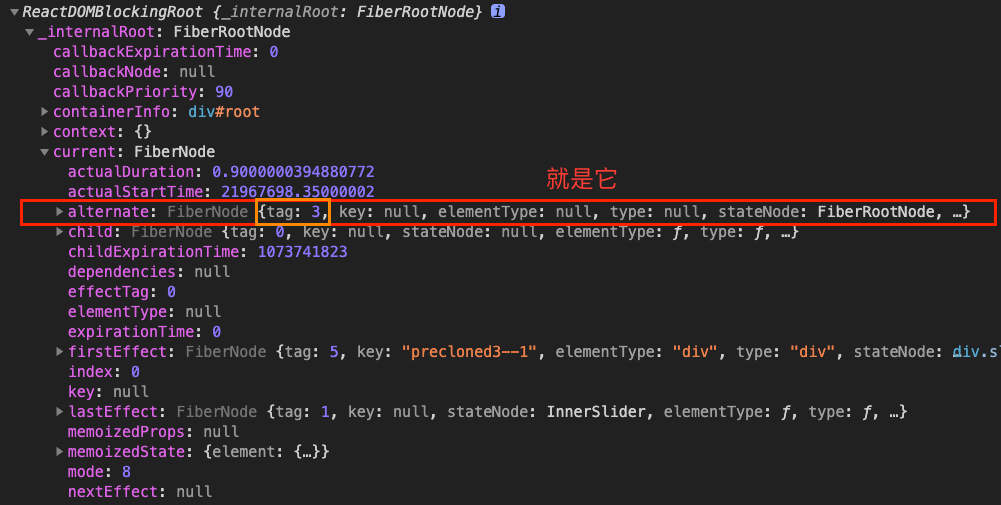 ReactDOMBlockingRoot {_internalRoot: FiberRootNode} i
_internalRoot: FiberRootNode
callbackExpirationTime: 0
callbackNode: null
callbackPriority: 90
containerInfo: div#root
context: {}
current: FiberNode
actualDuration: 0.9000000394880772
就是它
actualStartTime: 21967698.35000002
alternate: FiberNode {tag: 3, key: null, elementType: null, type: null, stateNode: FiberRootNode, …}
child: FiberNode {tag: 0, key: null, stateNode: null, elementType: ƒ, type: ƒ, …}
childExpirationTime: 1073741823
dependencies: null
effectTag: 0
elementType: null
expirationTime: 0
firstEffect: FiberNode {tag: 5, key: "precloned3--1", elementType: "div", type: "div", stateNode: div.sl
index: 0
key: null
lastEffect: FiberNode {tag: 1, key: null, stateNode: InnerSlider, elementType: ƒ, type: ƒ, …}
memoizedProps: null
memoizedState: {element: {…}}
mode: 8
nextEffect: null